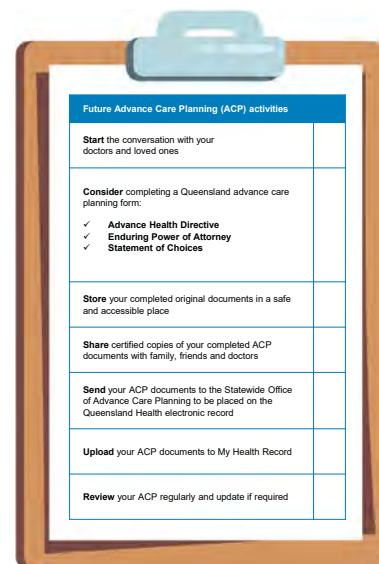 Future Advance Care Planning (ACP) activities
Start the conversation with your
doctors and loved ones
Consider completing a Queensland advance care
planning form:
✓ Advance Health Directive
✓ Enduring Power of Attorney
✓ Statement of Choices
Store your completed original documents in a safe
and accessible place
Share certified copies of your completed ACP
documents with family, friends and doctors
Send your ACP documents to the Statewide Office
of Advance Care Planning to be placed on the
Queensland Health electronic record
Upload your ACP documents to My Health Record
Review your ACP regularly and update if required